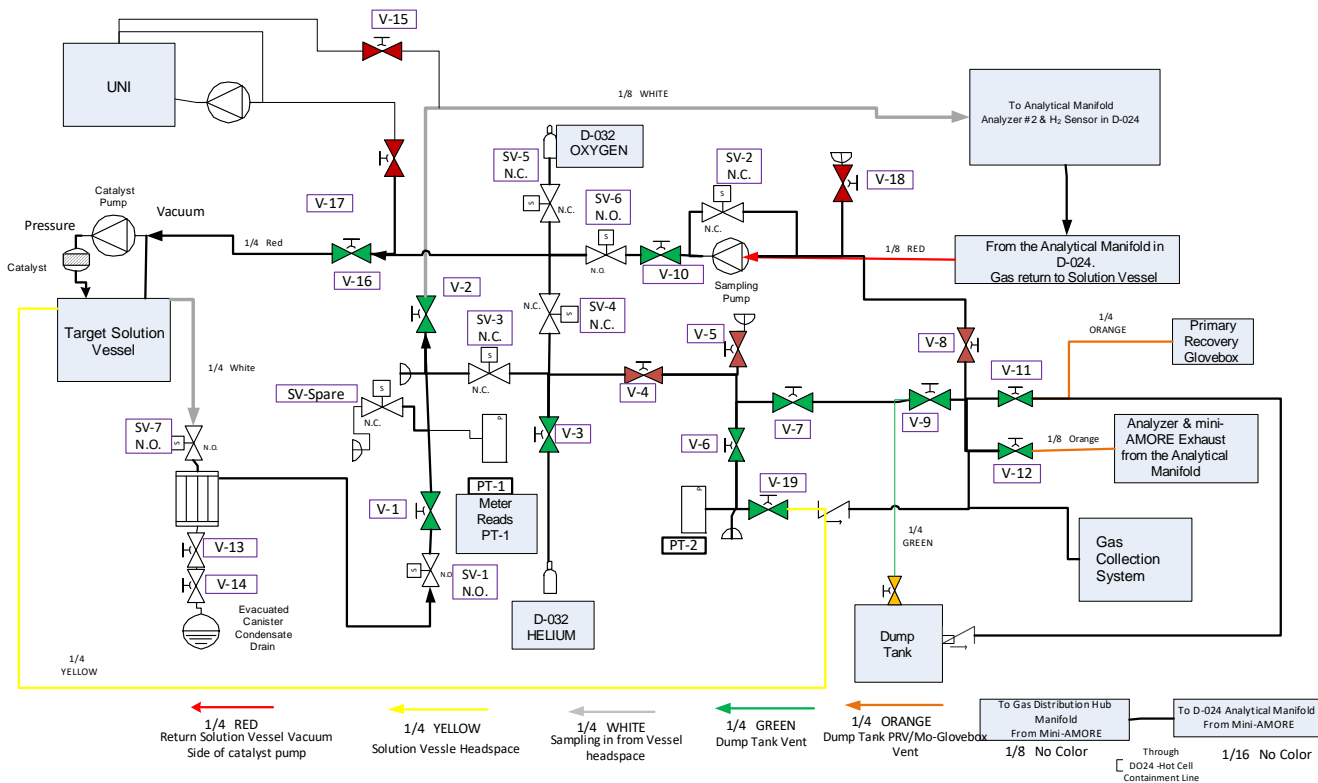 V-15
UNI
1/8 WHITE
To Analytical Manifold
Analyzer #2 & H2 Sensor in D-024
D-032
OXYGEN
SV-5
N.C.
S
N.C.
SV-2
N.C.
S
N.C.
V-18
SV-6
N.O.
S
N.O.
Catalyst
Pump
V-17
Vacuum
Pressure
1/4 Red
Catalyst
V-16
V-10
Sampling
Pump
1/8 RED
From the Analytical Manifold in
D-024.
Gas return to Solution Vessel
Target Solution
Vessel
1/4 White
V-2
SV-3
N.C.
S
N.C.
N.C.
S
SV-4
N.C.
V-5
V-8
1/4
ORANGE
Primary
Recovery
Glovebox
V-11
SV-Spare
S
N.C.
V-4
V-7
V-9
SV-7
N.O.
S
N.O.
P
V-3
V-6
Analyzer & mini-
AMORE Exhaust
from the Analytical
Manifold
1/8 Orange
V-12
PT-1
Meter
Reads
PT-1
V-1
V-19
P
PT-2
1/4
GREEN
Gas
Collection
System
V-13
V-14
S
N.O
SV-1
N.O.
Evacuated
Canister
Condensate
Drain
D-032
HELIUM
Dump
Tank
1/4
YELLOW
1/4 RED
Return Solution Vessel Vacuum
Side of catalyst pump
1/4 YELLOW
Solution Vessle Headspace
1/4 WHITE
Sampling in from Vessel
headspace
1/4 GREEN
Dump Tank Vent
1/4 ORANGE
Dump Tank PRV/Mo-Glovebox
Vent
To Gas Distribution Hub
Manifold
From Mini-AMORE
1/8 No Color
To D-024 Analytical Manifold
From Mini-AMORE
1/16 No Color
Through
DO24 -Hot Cell
Containment Line